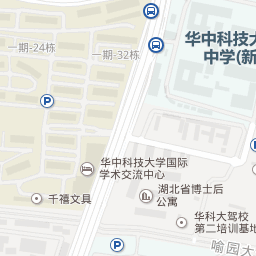 一期-24栋
一期-32栋
华中科技大
中学(新
P
华中科技大学国际
学术交流中心
千禧文具
湖北省博士后
公寓
P
华科大驾校
第二培训基地
喻园大